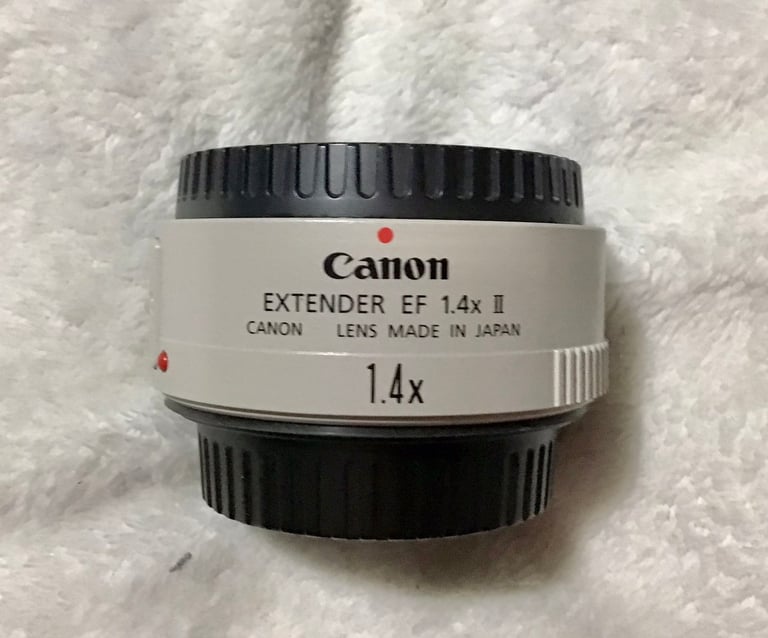 Canon
EXTENDER EF 1.4x II
CANON LENS MADE IN JAPAN
1.4x